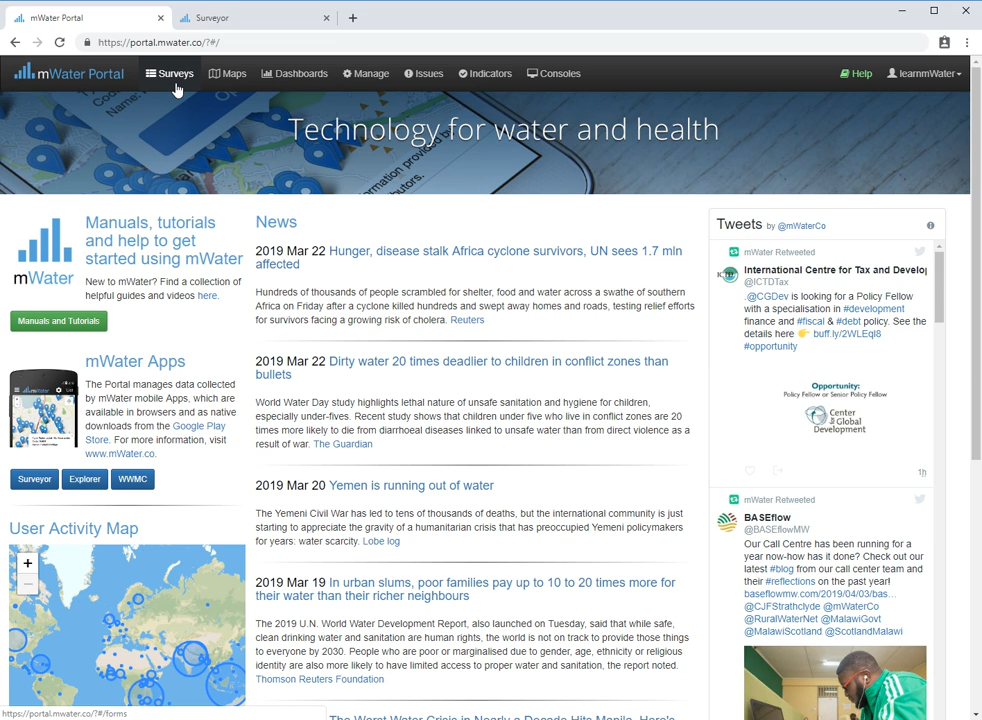 mWater Portal
Surveyor
https://portal.mwater.co/?#/
mWater Portal
Surveys
Maps
Dashboards
Manage
Issues
Indicators
Consoles
Help
learnmWater
Technology for water and health
mWater
Manuals, tutorials
and help to get
started using mWater
New to mWater? Find a collection of
helpful guides and videos here.
Manuals and Tutorials
mWater Apps
The Portal manages data collected
by mWater mobile Apps, which are
available in browsers and as native
downloads from the Google Play
Store. For more information, visit
www.mWater.co.
Surveyor
Explorer
WWMC
User Activity Map
+
−
https://portal.mwater.co/?#/forms
News
2019 Mar 22 Hunger, disease stalk Africa cyclone survivors, UN sees 1.7 mln
affected
Hundreds of thousands of people scrambled for shelter, food and water across a swathe of southern
Africa on Friday after a cyclone killed hundreds and swept away homes and roads, testing relief efforts
for survivors facing a growing risk of cholera. Reuters
2019 Mar 22 Dirty water 20 times deadlier to children in conflict zones than
bullets
World Water Day study highlights lethal nature of unsafe sanitation and hygiene for children,
especially under-fives. Recent study shows that children under five who live in conflict zones are 20
times more likely to die from diarrhoeal diseases linked to unsafe water than from direct violence as a
result of war. The Guardian
2019 Mar 20 Yemen is running out of water
The Yemeni Civil War has led to tens of thousands of deaths, but the international community is just
starting to appreciate the gravity of a humanitarian crisis that has preoccupied Yemeni policymakers
for years: water scarcity. Lobe log
2019 Mar 19 In urban slums, poor families pay up to 10 to 20 times more for
their water than their richer neighbours
The 2019 U.N. World Water Development Report, also launched on Tuesday, said that while safe,
clean drinking water and sanitation are human rights, the world is not on track to provide those things
to everyone by 2030. People who are poor or marginalised due to gender, age, ethnicity or religious
identity are also more likely to have limited access to proper water and sanitation, the report noted.
Thomson Reuters Foundation
The Worst Water Crisis in Nearly a Decade Hits Manila. Here's
Tweets by @mWaterCo
mWater Retweeted
ICTD
International Centre for Tax and Develop
@ICTDTax
.@CGDev is looking for a Policy Fellow
with a specialisation in #development
finance and #fiscal & #debt policy. See the
details here 👉 buff.ly/2WLEqI8
#opportunity
Opportunity:
Policy Fellow or Senior Policy Fellow
Center
for Global
Development
1h
mWater Retweeted
BASEflow
@BASEflowMW
Our Call Centre has been running for a
year now-how has it done? Check out our
latest #blog from our call center team and
their #reflections on the past year!
baseflowmw.com/2019/04/03/bas…
@CJFStrathclyde @mWaterCo
@RuralWaterNet @MalawiGovt
@MalawiScotland @ScotlandMalawi